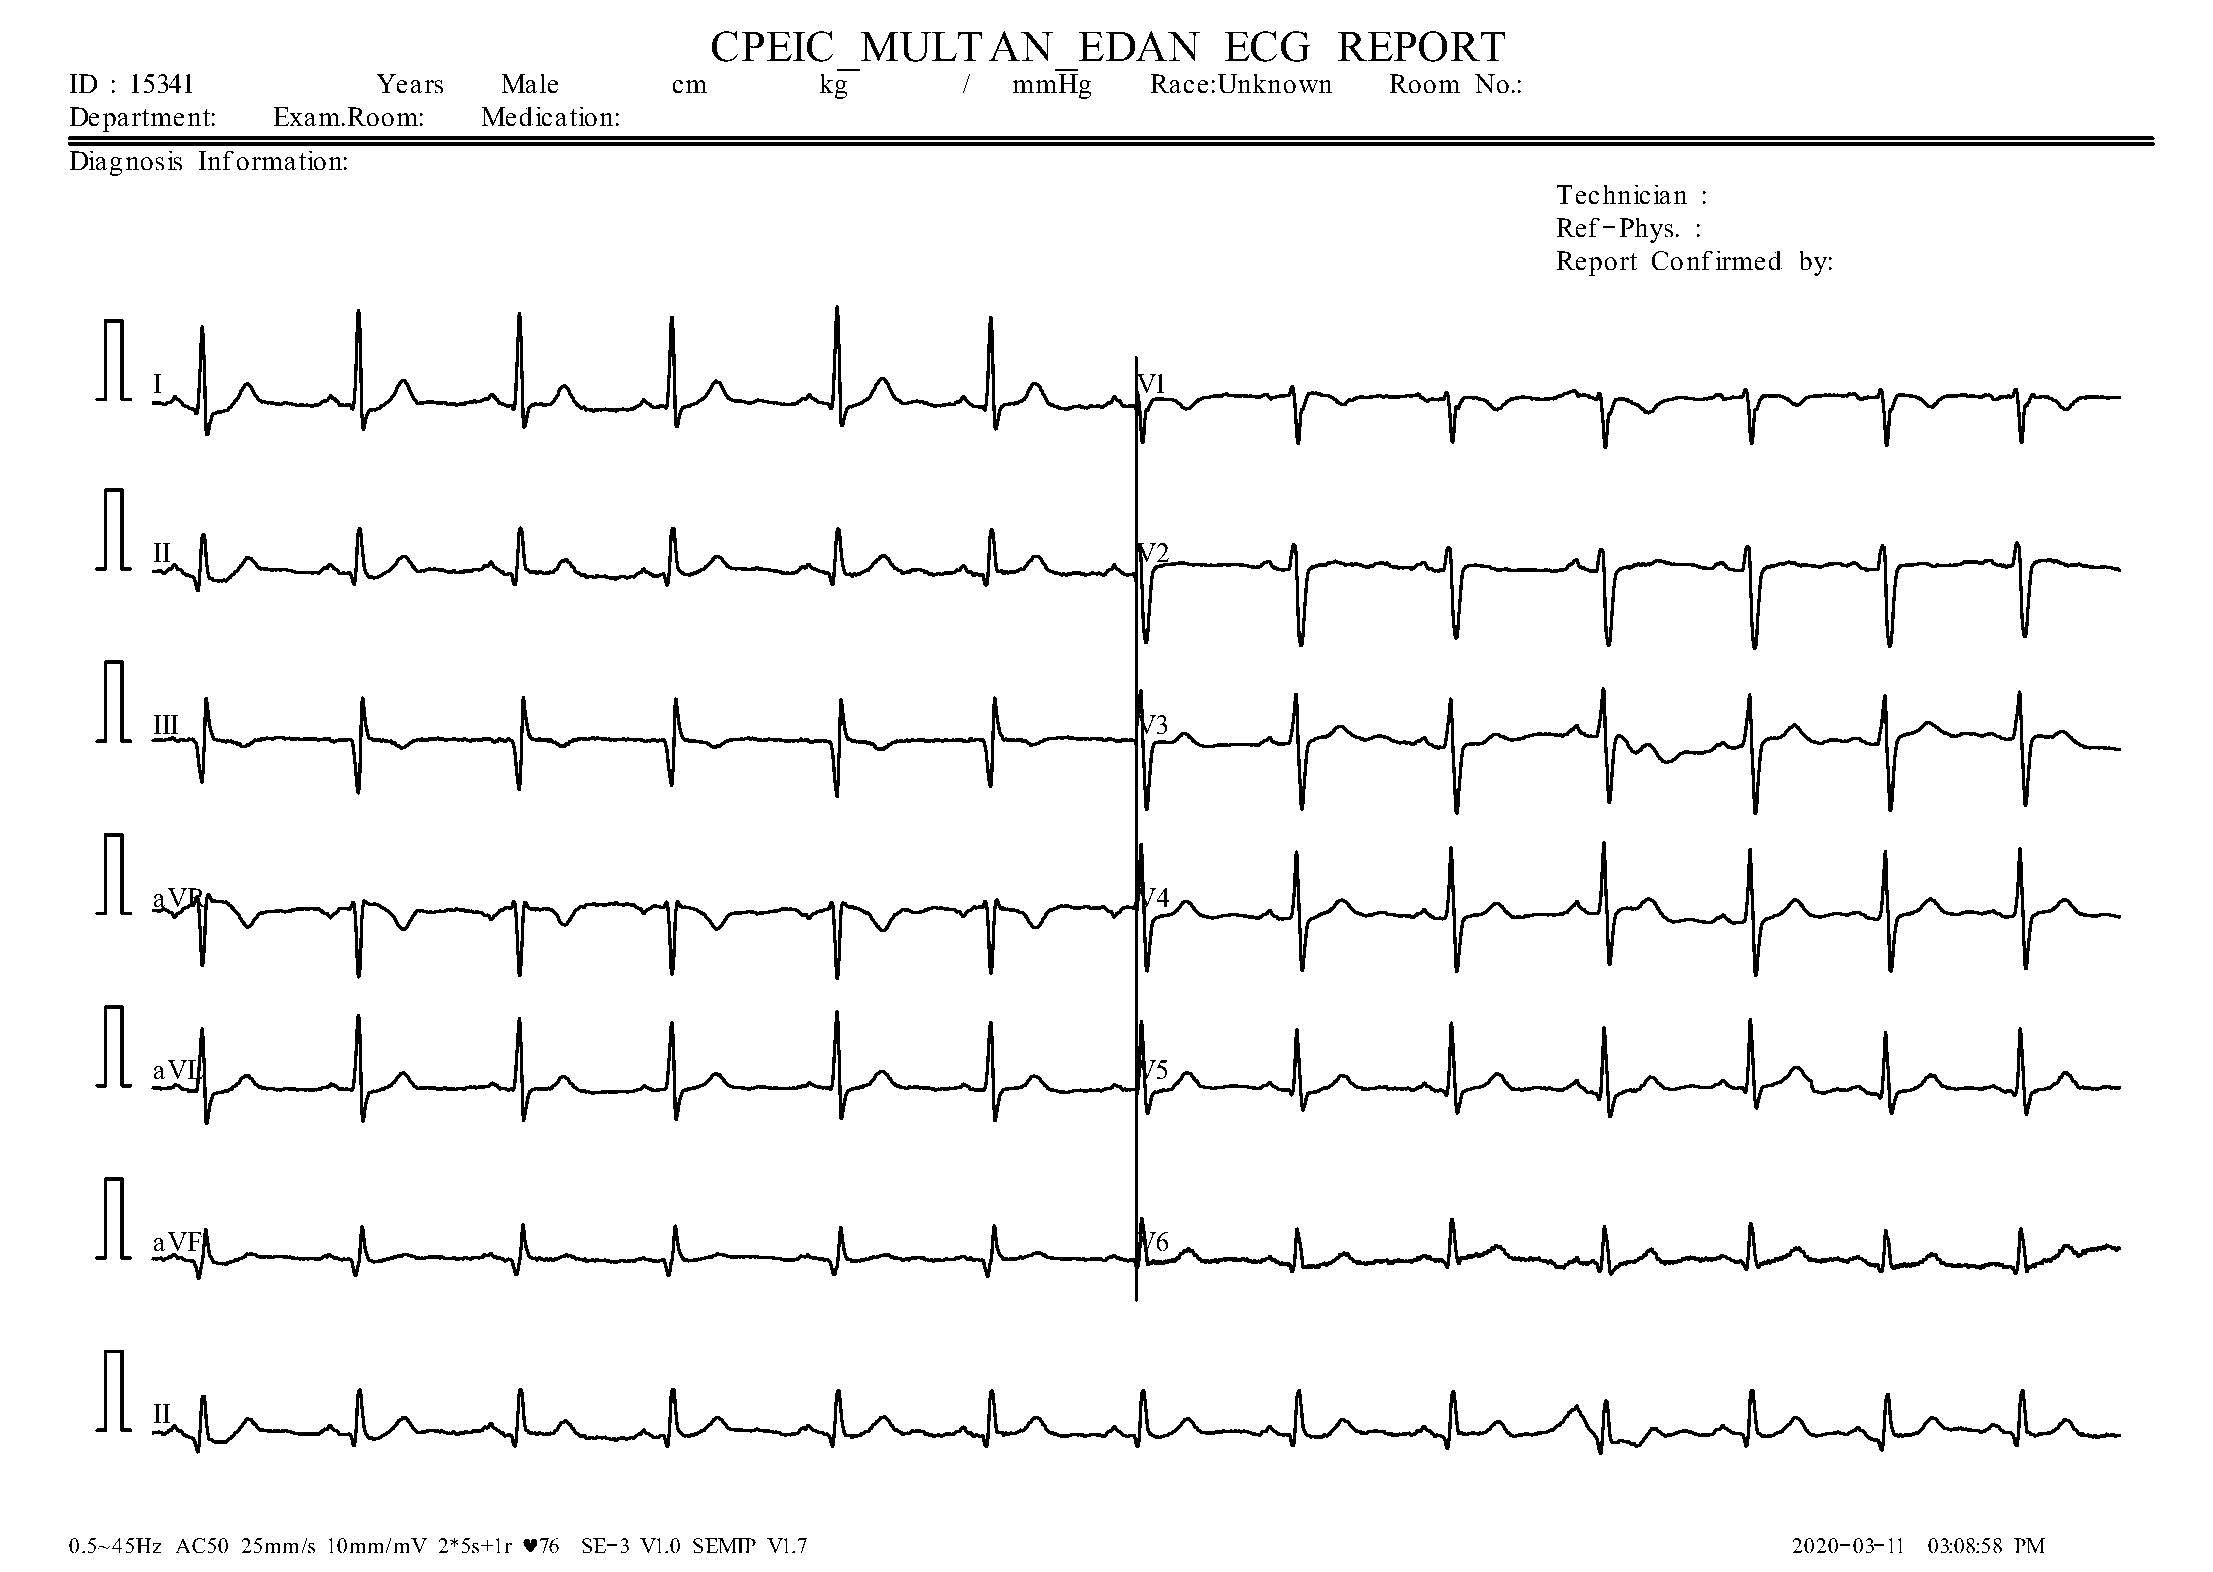 CPEIC_MULTAN_EDAN ECG REPORT
ID : 15341 Years Male cm kg / mmHg Race:Unknown Room No.:
Department: Exam.Room: Medication:
Diagnosis Information:
Technician :
Ref-Phys. :
Report Confirmed by:
I V1
II V2
III V3
aVR V4
aVL V5
aVF V6
II
0.5~45Hz AC50 25mm/s 10mm/mV 2*5s+1r ♥76 SE-3 V1.0 SEMIP V1.7 2020-03-11 03:08:58 PM